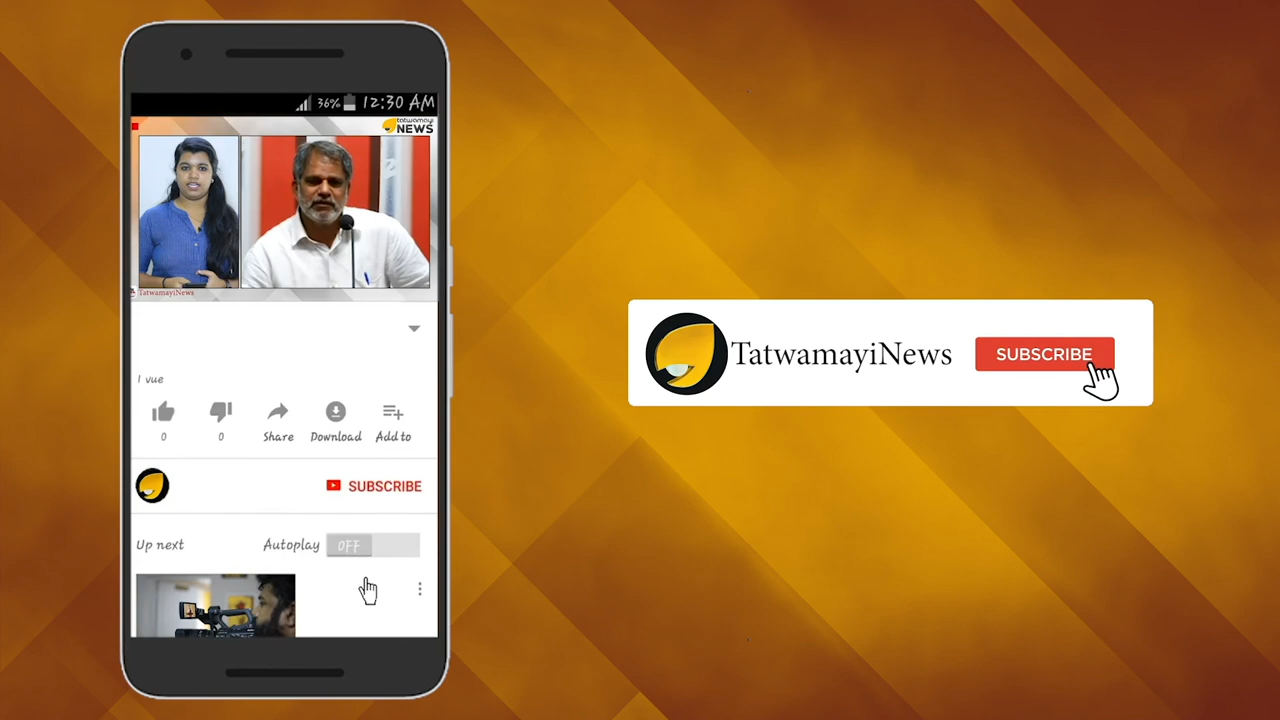 36% 12:30 AM
tatwamayi
NEWS
TatwamayiNews
1 vue
0 0 Share Download Add to
SUBSCRIBE
Up next Autoplay OFF
TatwamayiNews SUBSCRIBE